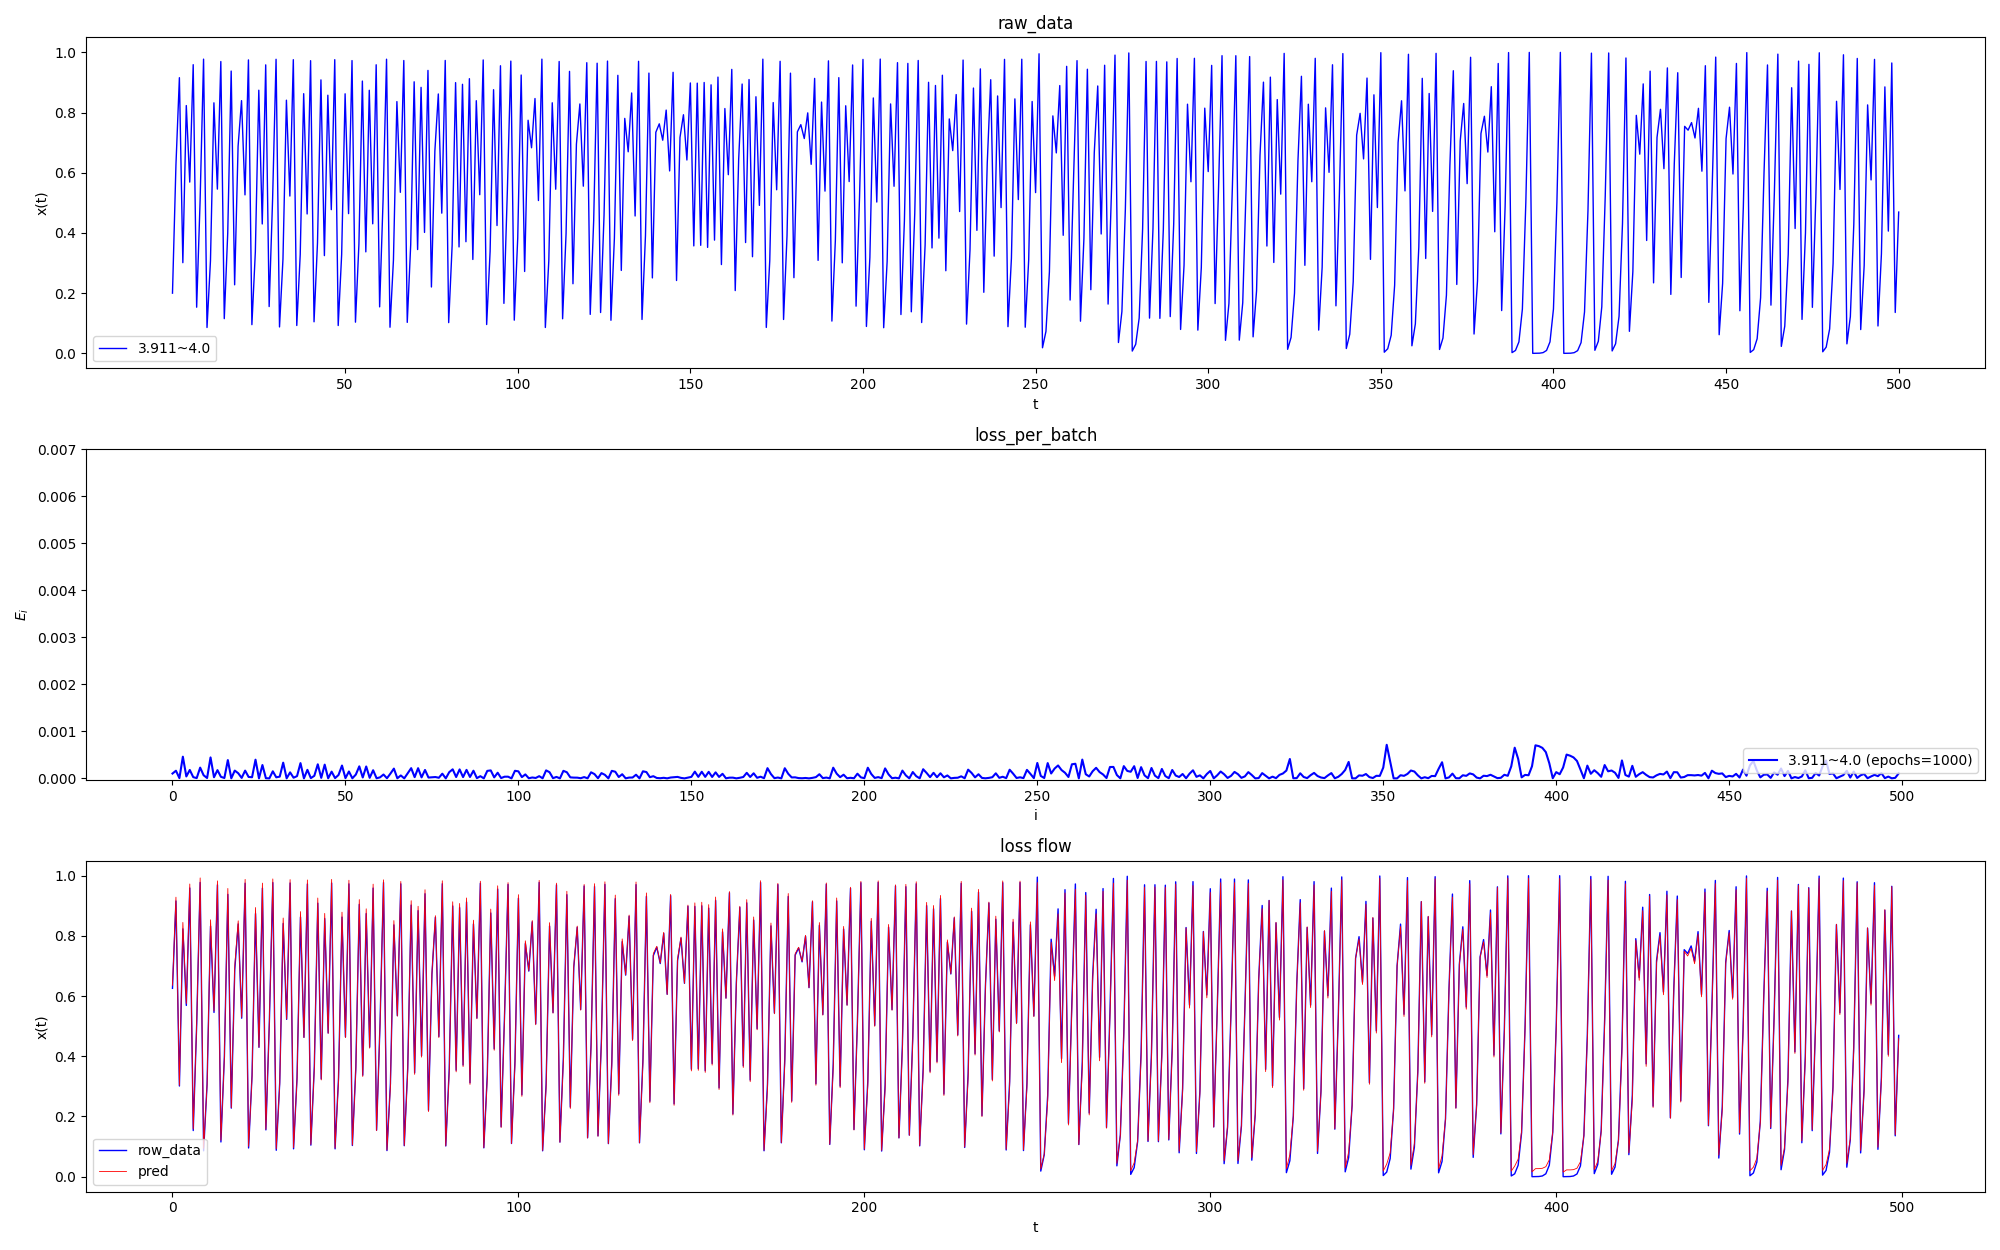 raw_data
1.0
0.8
0.6
0.4
0.2
0.0
x(t)
3.911~4.0
50 100 150 200 250 300 350 400 450 500
t
loss_per_batch
0.007
0.006
0.005
0.004
0.003
0.002
0.001
0.000
E_i
3.911~4.0 (epochs=1000)
0 50 100 150 200 250 300 350 400 450 500
i
loss flow
1.0
0.8
0.6
0.4
0.2
0.0
x(t)
row_data
pred
0 100 200 300 400 500
t